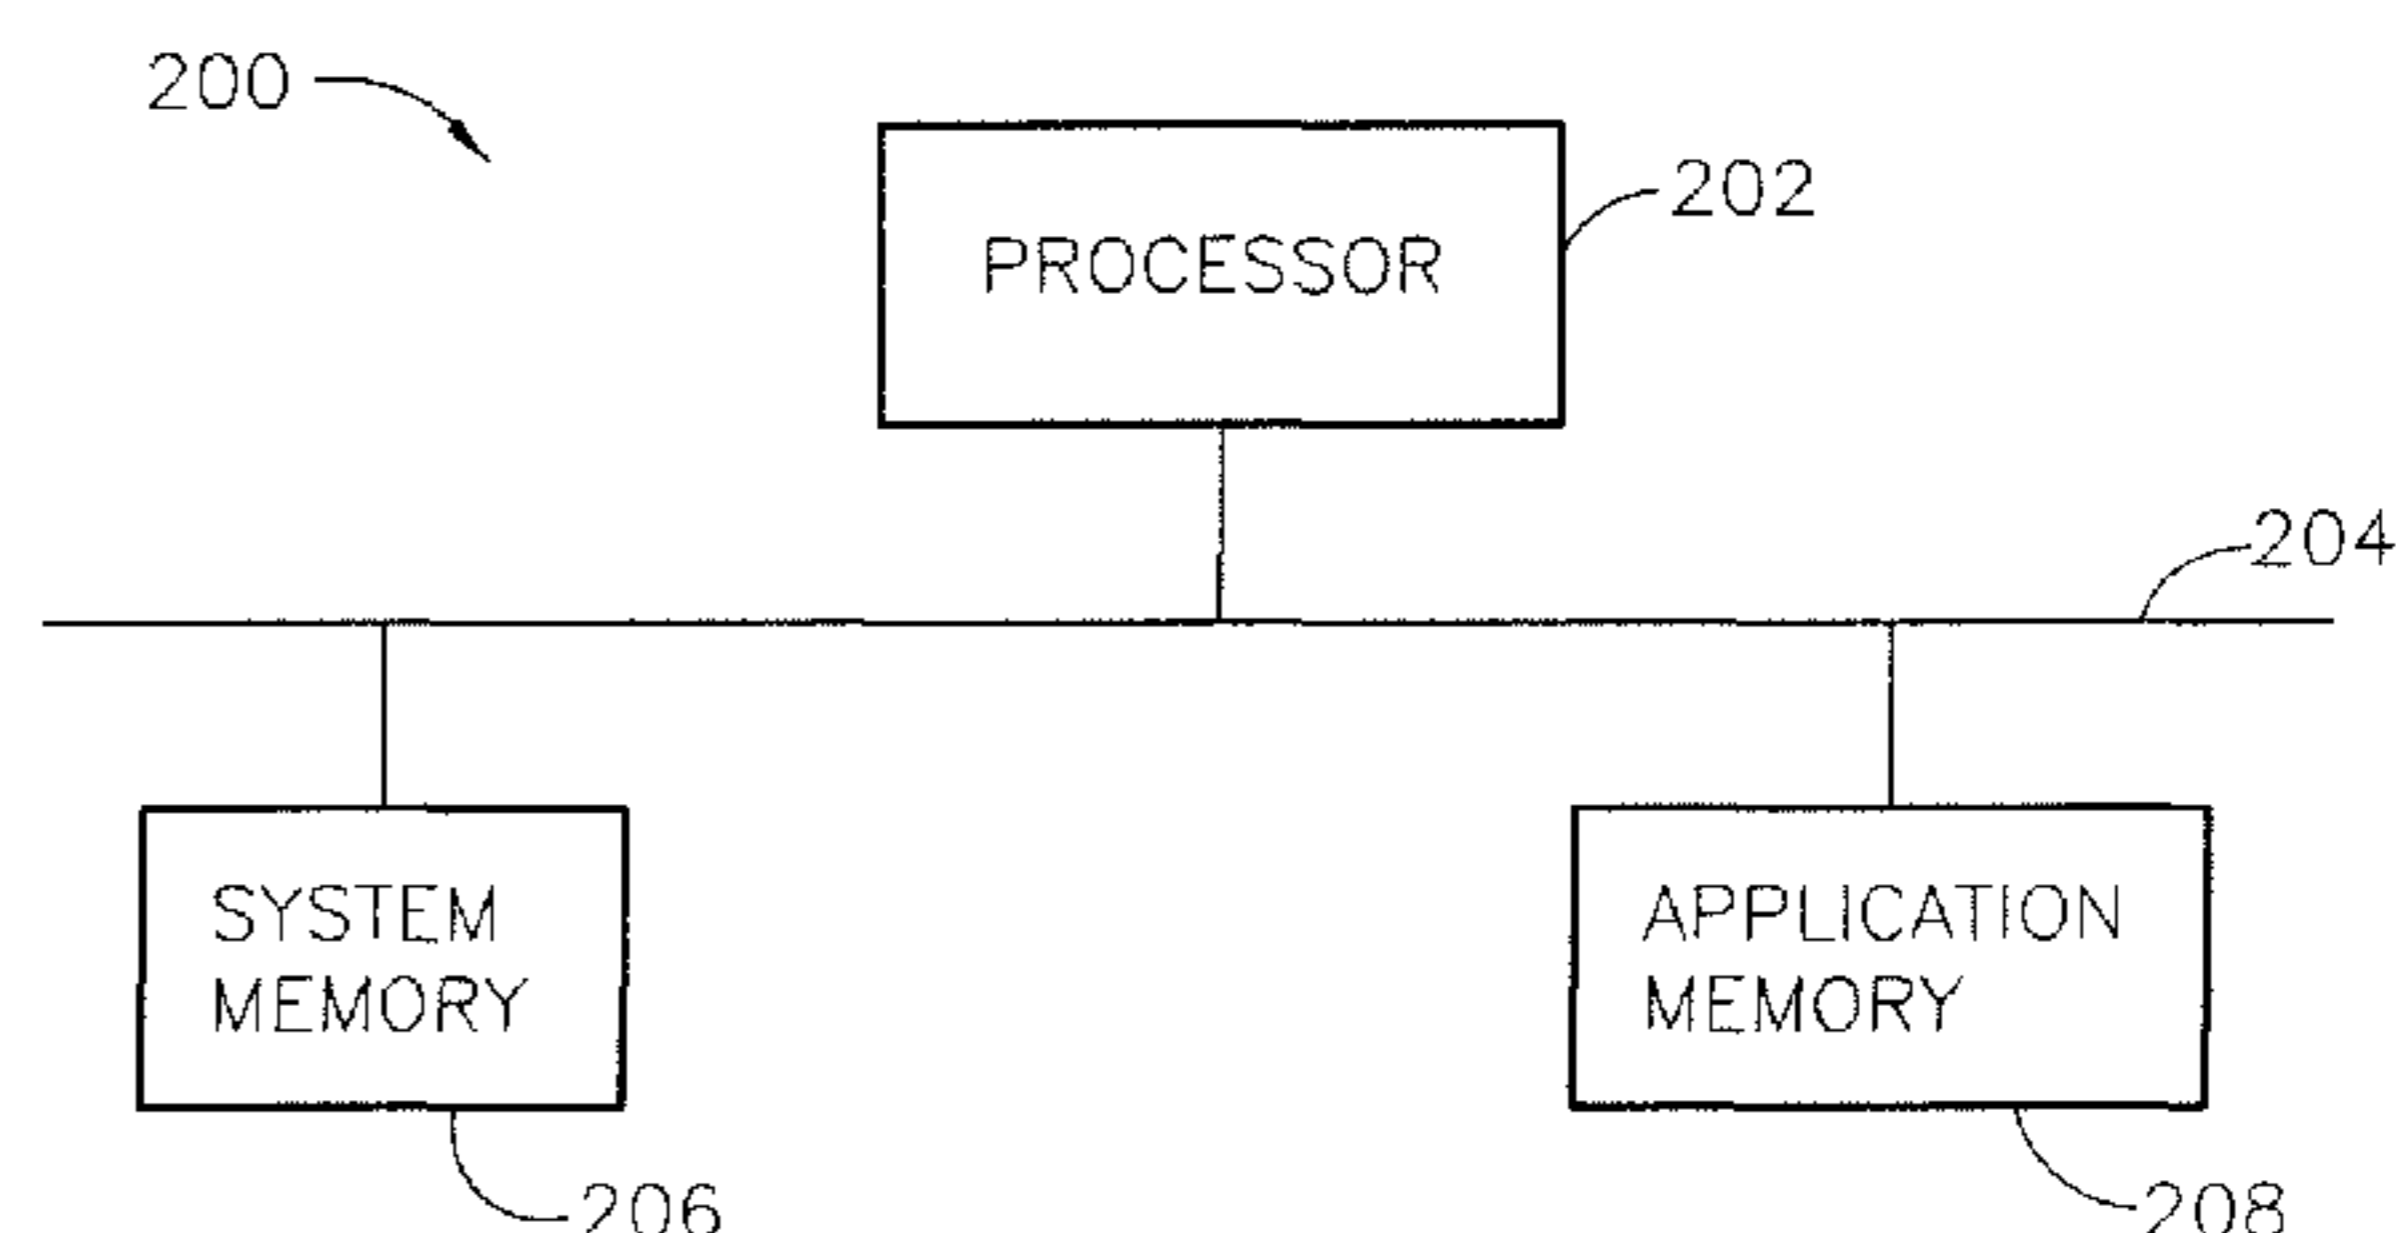 200
PROCESSOR
202
204
SYSTEM
MEMORY
APPLICATION
MEMORY
206
208